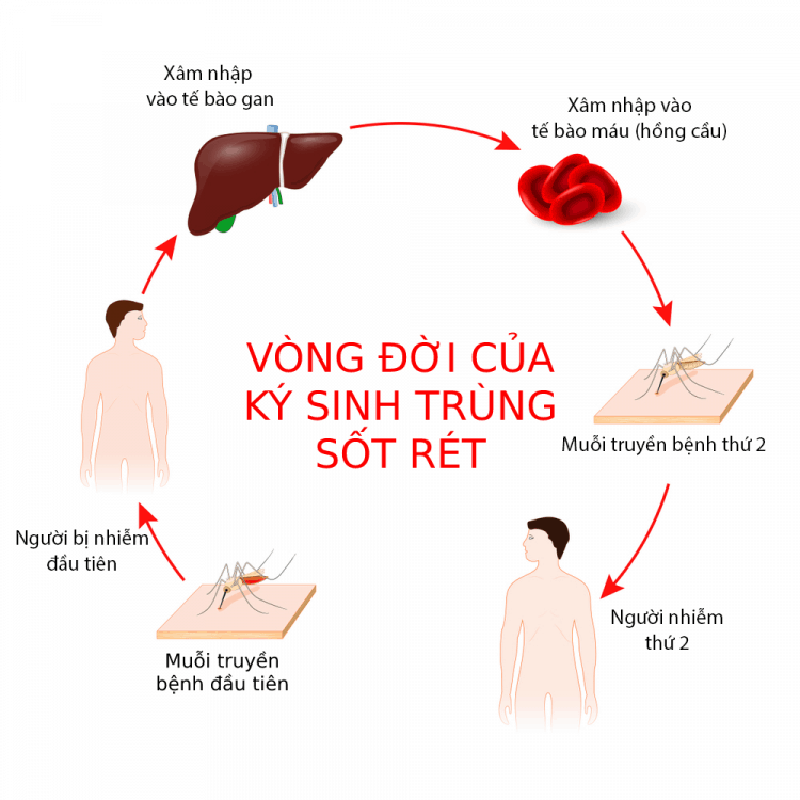 Xâm nhập
vào tế bào gan
Xâm nhập vào
tế bào máu (hồng cầu)
VÒNG ĐỜI CỦA
KÝ SINH TRÙNG
SỐT RÉT
Muỗi truyền bệnh thứ 2
Người bị nhiễm
đầu tiên
Người nhiễm
thứ 2
Muỗi truyền
bệnh đầu tiên